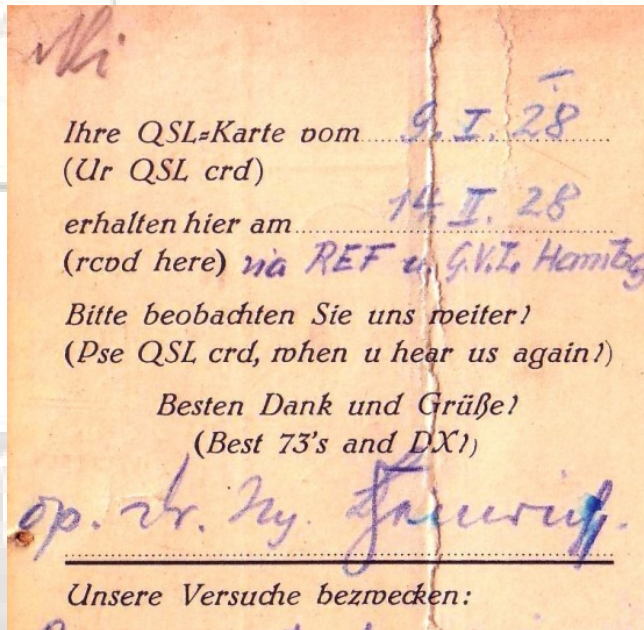 Ihre QSL=Karte vom 9. I. 28
(Ur QSL crd)
erhalten hier am 14. II. 28
(rcvd here) via REF u. G.V.I.
Bitte beobachten Sie uns weiter!
(Pse QSL crd, when u hear us again!)
Besten Dank und Grüße!
(Best 73's and DX!)
op. Dr.
Unsere Versuche bezwecken: